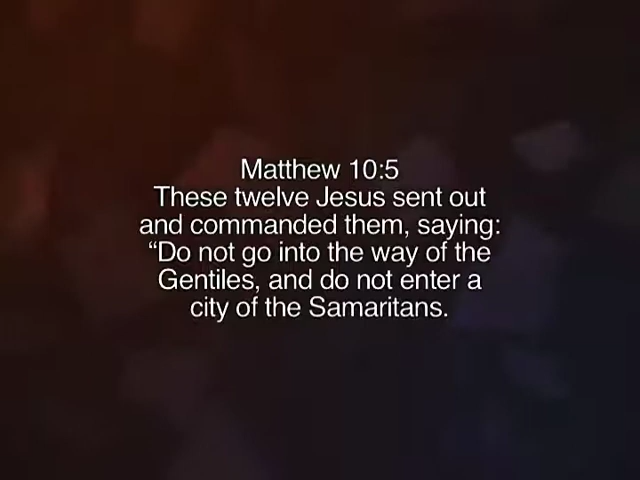 Matthew 10:5
These twelve Jesus sent out
and commanded them, saying:
“Do not go into the way of the
Gentiles, and do not enter a
city of the Samaritans.